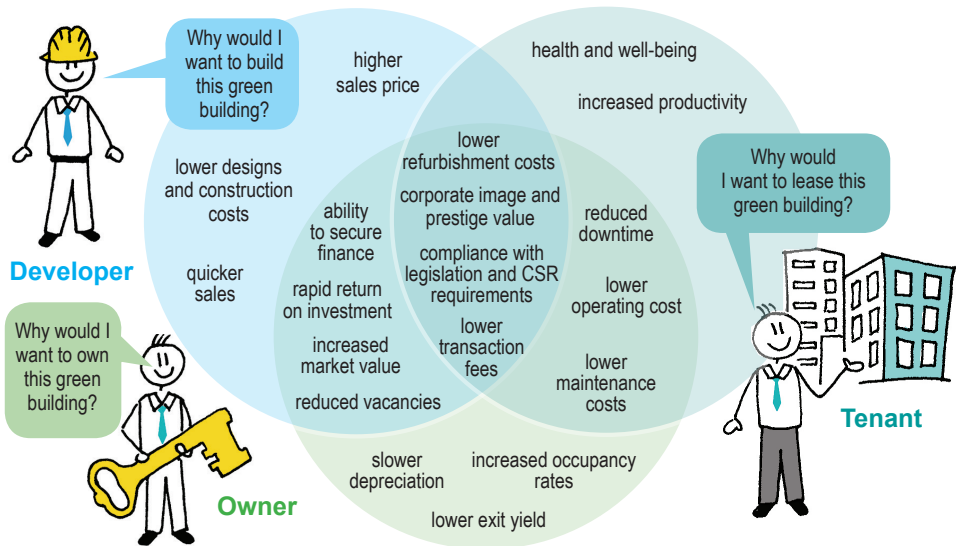 Why would I
want to build
this green
building?
Developer
Why would I
want to own
this green
building?
Owner
Why would
I want to lease this
green building?
Tenant
higher
sales price
lower designs
and construction
costs
quicker
sales
health and well-being
increased productivity
lower
refurbishment costs
corporate image and
prestige value
compliance with
legislation and CSR
requirements
lower
transaction
fees
ability
to secure
finance
rapid return
on investment
increased
market value
reduced vacancies
reduced
downtime
lower
operating cost
lower
maintenance
costs
slower
depreciation
increased occupancy
rates
lower exit yield